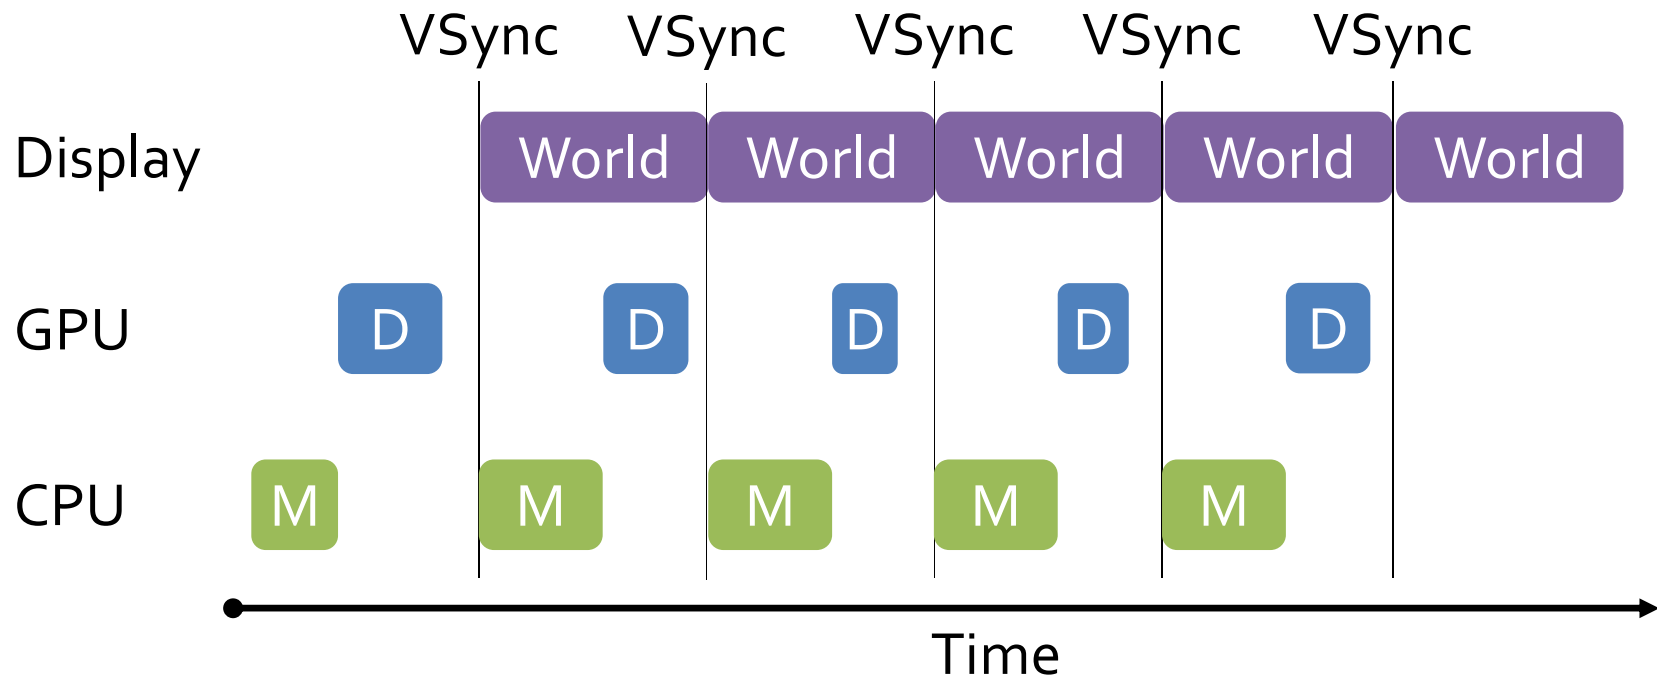 VSync VSync VSync VSync VSync
Display World World World World World
GPU D D D D D
CPU M M M M M
Time